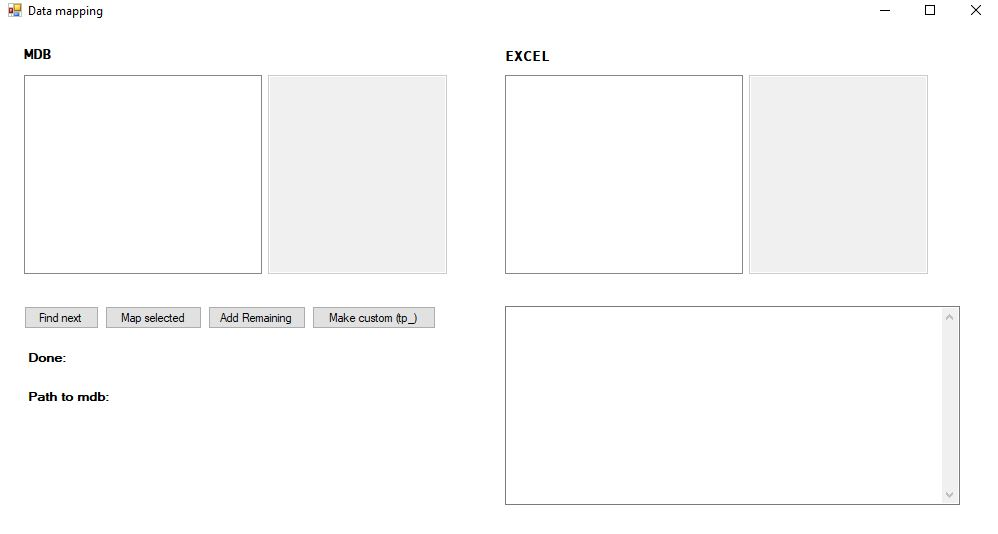 Data mapping
MDB
EXCEL
Find next
Map selected
Add Remaining
Make custom (tp_)
Done:
Path to mdb: